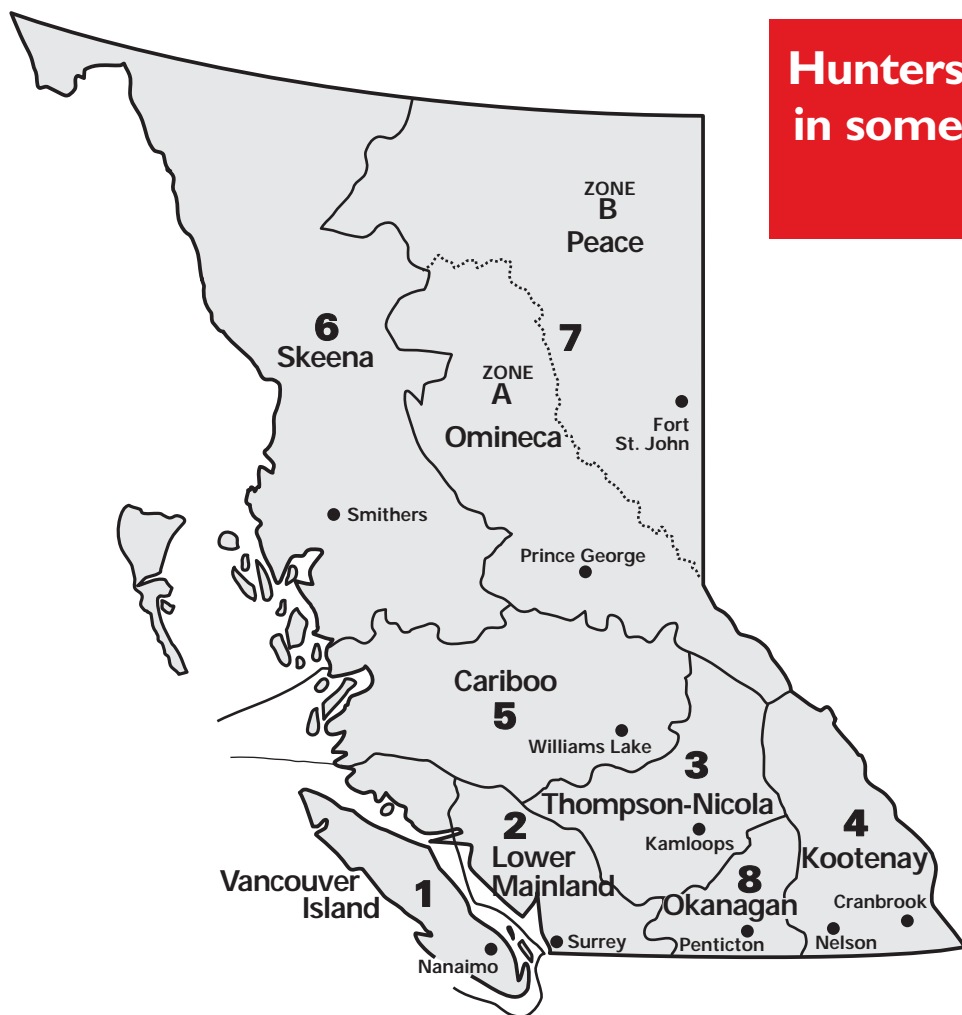 Hunters
in some
ZONE
B
Peace
6
Skeena
7
ZONE
A
Omineca
Fort
St. John
Smithers
Prince George
Cariboo
5
Williams Lake
3
Thompson-Nicola
Kamloops
2
Lower
Mainland
4
Kootenay
Vancouver
Island
1
8
Okanagan
Cranbrook
Surrey
Penticton
Nelson
Nanaimo